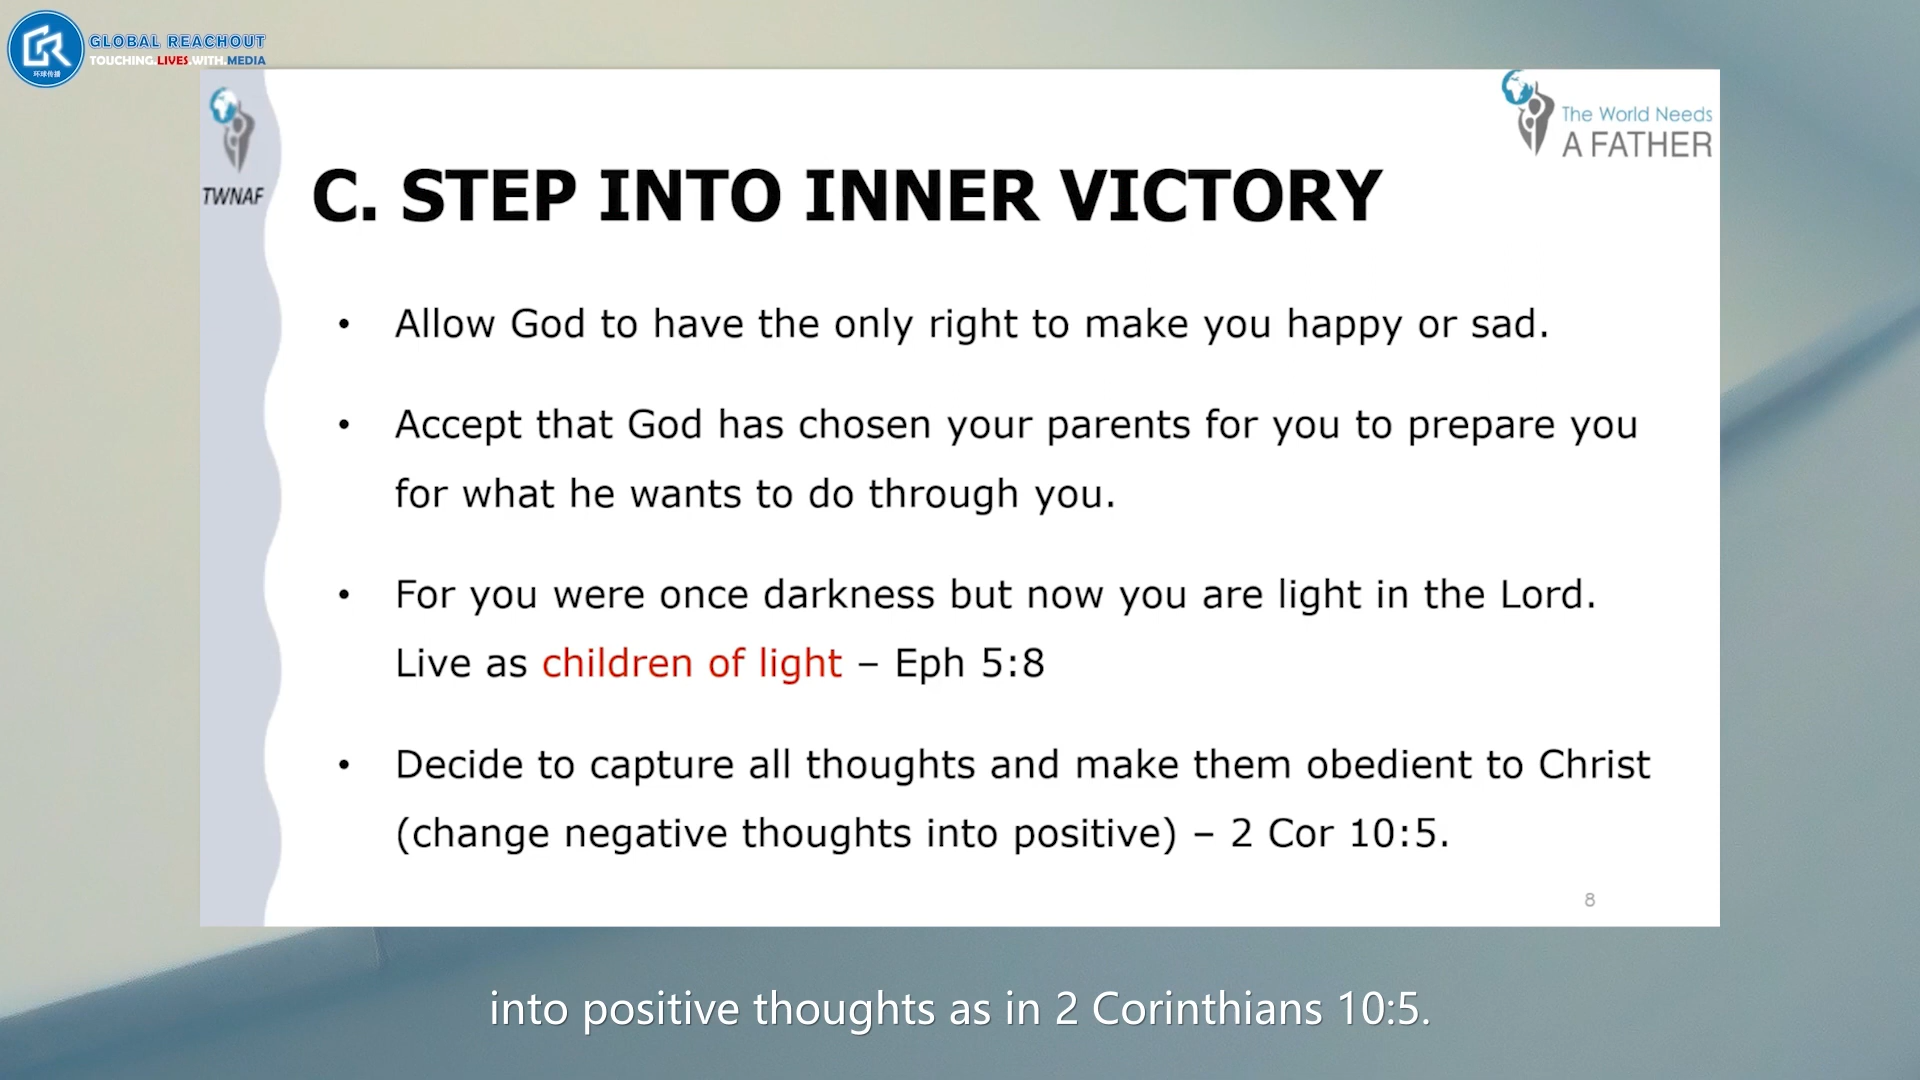 GLOBAL REACHOUT
TOUCHING.LIVES.WITH.MEDIA
环球传播
TWNAF
The World Needs
A FATHER
C. STEP INTO INNER VICTORY
• Allow God to have the only right to make you happy or sad.
• Accept that God has chosen your parents for you to prepare you
for what he wants to do through you.
• For you were once darkness but now you are light in the Lord.
Live as children of light – Eph 5:8
• Decide to capture all thoughts and make them obedient to Christ
(change negative thoughts into positive) – 2 Cor 10:5.
8
into positive thoughts as in 2 Corinthians 10:5.